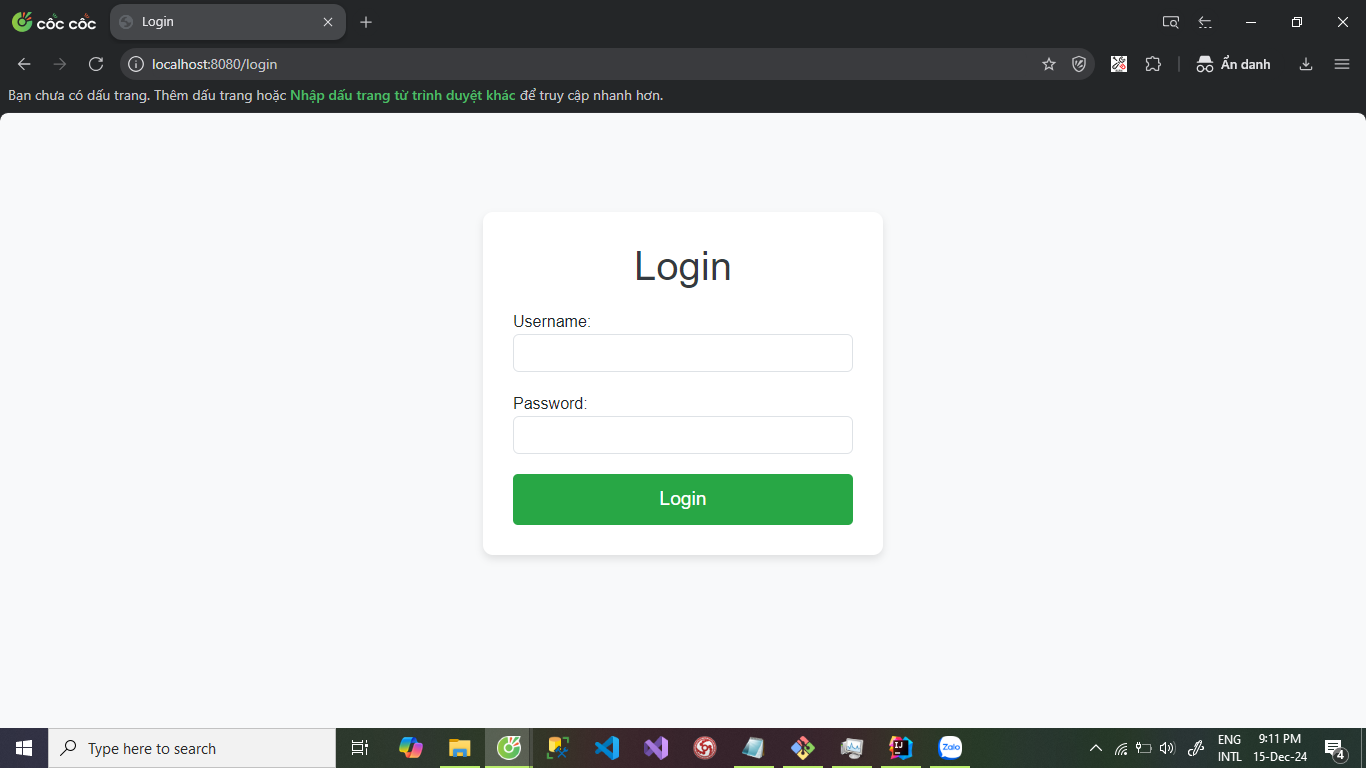 cốc cốc
Login
localhost:8080/login
Ẩn danh
Bạn chưa có dấu trang. Thêm dấu trang hoặc Nhập dấu trang từ trình duyệt khác để truy cập nhanh hơn.
Login
Username:
Password:
Login
Type here to search
Zalo
ENG
INTL
9:11 PM
15-Dec-24
4